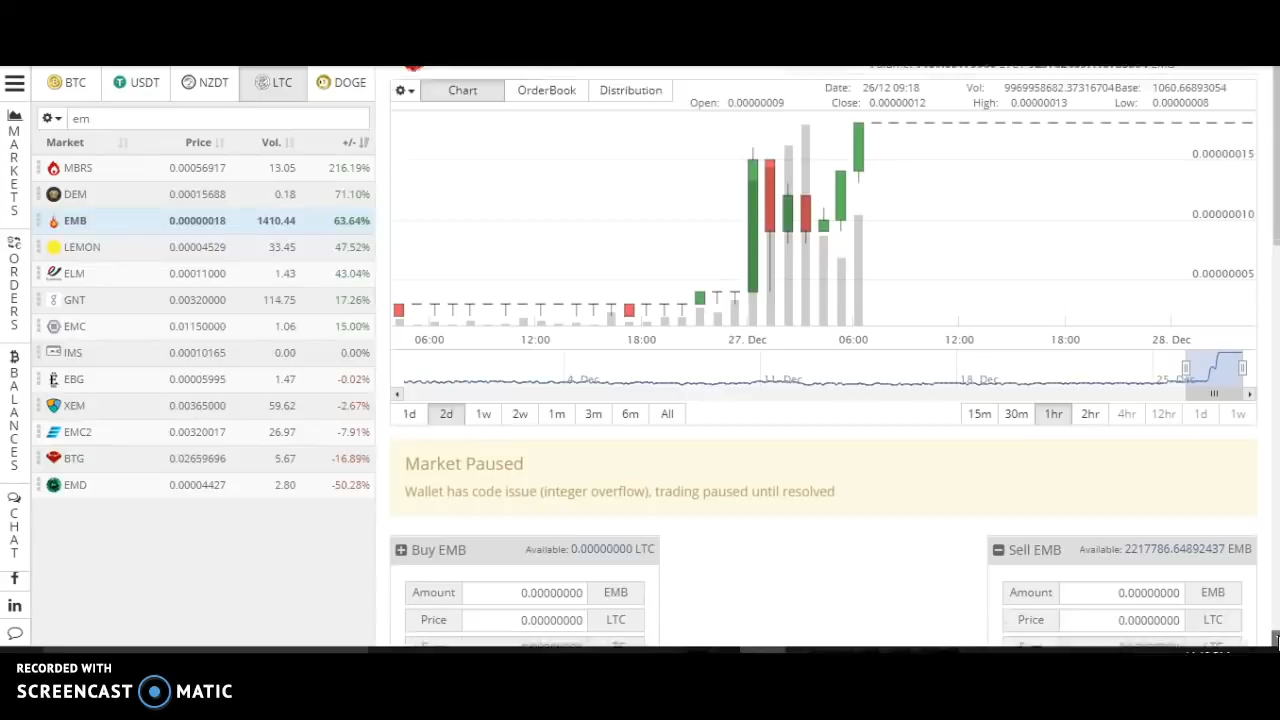 BTC USDT NZDT LTC DOGE
em
Market Price Vol. +/-
MBRS 0.00056917 13.05 216.19%
DEM 0.00015688 0.18 71.10%
EMB 0.00000018 1410.44 63.64%
LEMON 0.00004529 33.45 47.52%
ELM 0.00011000 1.43 43.04%
GNT 0.00320000 114.75 17.26%
EMC 0.01150000 1.06 15.00%
IMS 0.00010165 0.00 0.00%
EBG 0.00005995 1.47 -0.02%
XEM 0.00365000 59.62 -2.67%
EMC2 0.00320017 26.97 -7.91%
BTG 0.02659696 5.67 -16.89%
EMD 0.00004427 2.80 -50.28%
MARKETS
ORDERS
BALANCES
CHAT
Chart OrderBook Distribution
Date: 26/12 09:18 Vol: 9969958682.37316704 Base: 1060.66893054
Open: 0.00000009 Close: 0.00000012 High: 0.00000013 Low: 0.00000008
0.00000015
0.00000010
0.00000005
06:00 12:00 18:00 27. Dec 06:00 12:00 18:00 28. Dec
4. Dec 11. Dec 18. Dec 25. Dec
1d 2d 1w 2w 1m 3m 6m All 15m 30m 1hr 2hr 4hr 12hr 1d 1w
Market Paused
Wallet has code issue (integer overflow), trading paused until resolved
Buy EMB Available: 0.00000000 LTC
Amount 0.00000000 EMB
Price 0.00000000 LTC
Sell EMB Available: 2217786.64892437 EMB
Amount 0.00000000 EMB
Price 0.00000000 LTC
RECORDED WITH
SCREENCAST MATIC